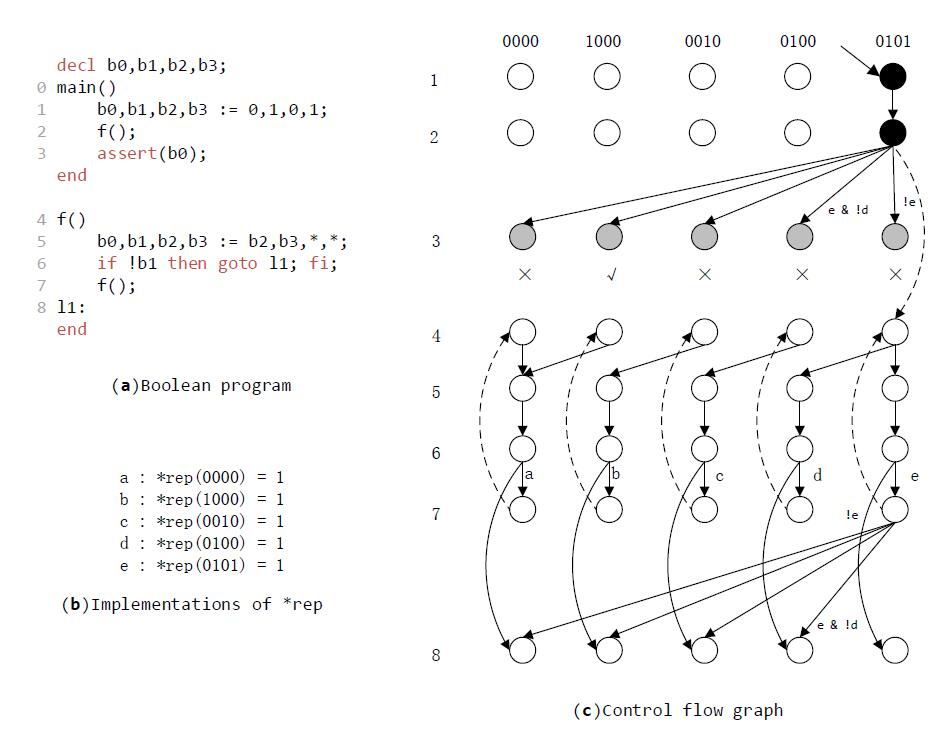 decl b0,b1,b2,b3;
0 main()
1 b0,b1,b2,b3 := 0,1,0,1;
2 f();
3 assert(b0);
end
4 f()
5 b0,b1,b2,b3 := b2,b3,*,*;
6 if !b1 then goto l1; fi;
7 f();
8 l1:
end
(a)Boolean program
a : *rep(0000) = 1
b : *rep(1000) = 1
c : *rep(0010) = 1
d : *rep(0100) = 1
e : *rep(0101) = 1
(b)Implementations of *rep
0000 1000 0010 0100 0101
1
2
e & !d !e
3
× √ × × ×
4
5
6
a b c d e
7
!e
e & !d
8
(c)Control flow graph